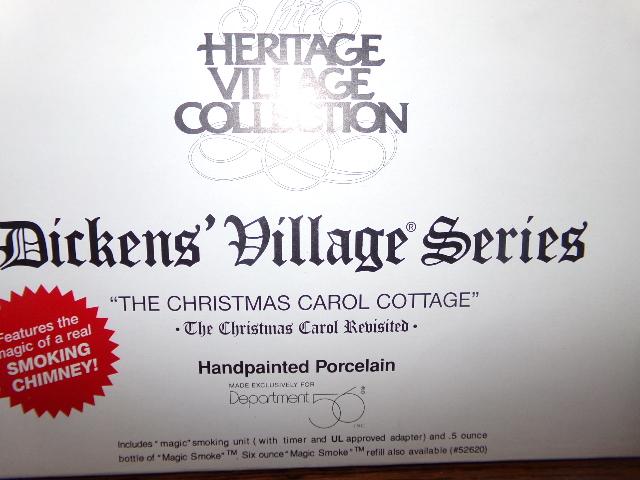 The
HERITAGE
VILLAGE
COLLECTION
Dickens' Village® Series
"THE CHRISTMAS CAROL COTTAGE"
• The Christmas Carol Revisited •
Features the
magic of a real
SMOKING
CHIMNEY!
Handpainted Porcelain
MADE EXCLUSIVELY FOR
Department 56®
INC.
Includes "magic" smoking unit ( with timer and UL approved adapter) and .5 ounce
bottle of "Magic Smoke"™. Six ounce "Magic Smoke"™ refill also available (#52620)